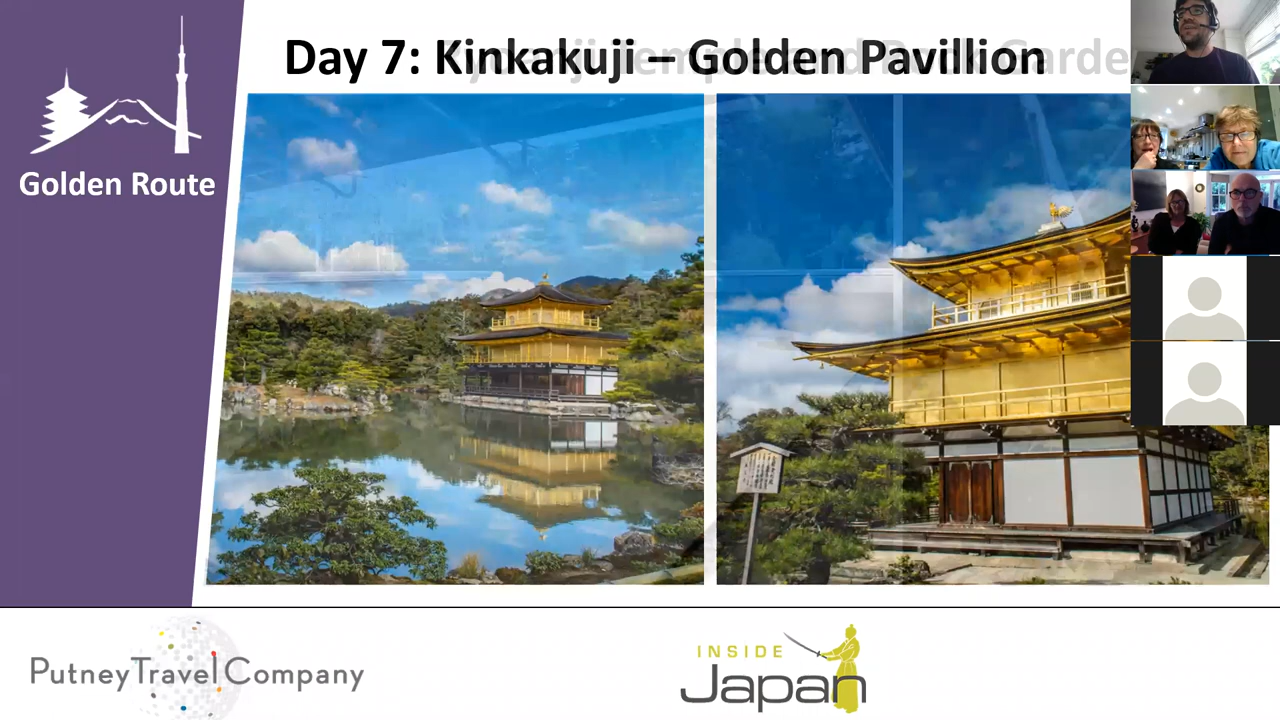 Day 7: Kinkakuji – Golden Pavillion
Golden Route
PutneyTravelCompany
INSIDE
Japan